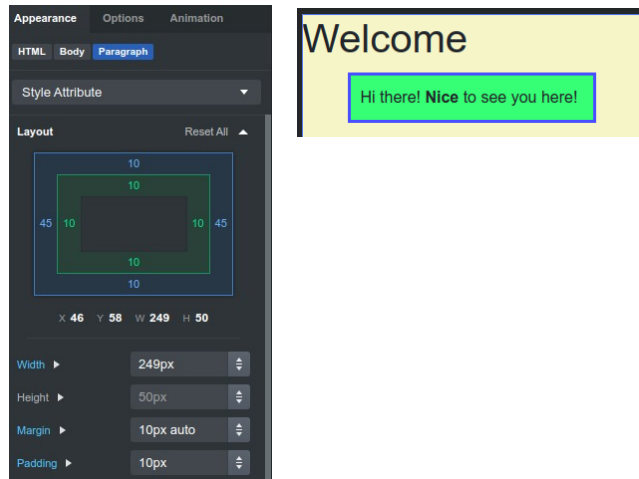 Appearance Options Animation
HTML Body Paragraph
Style Attribute
Layout Reset All
10
10
45 10 10 45
10
10
X 46 Y 58 W 249 H 50
Width 249px
Height 50px
Margin 10px auto
Padding 10px
Welcome
Hi there! Nice to see you here!